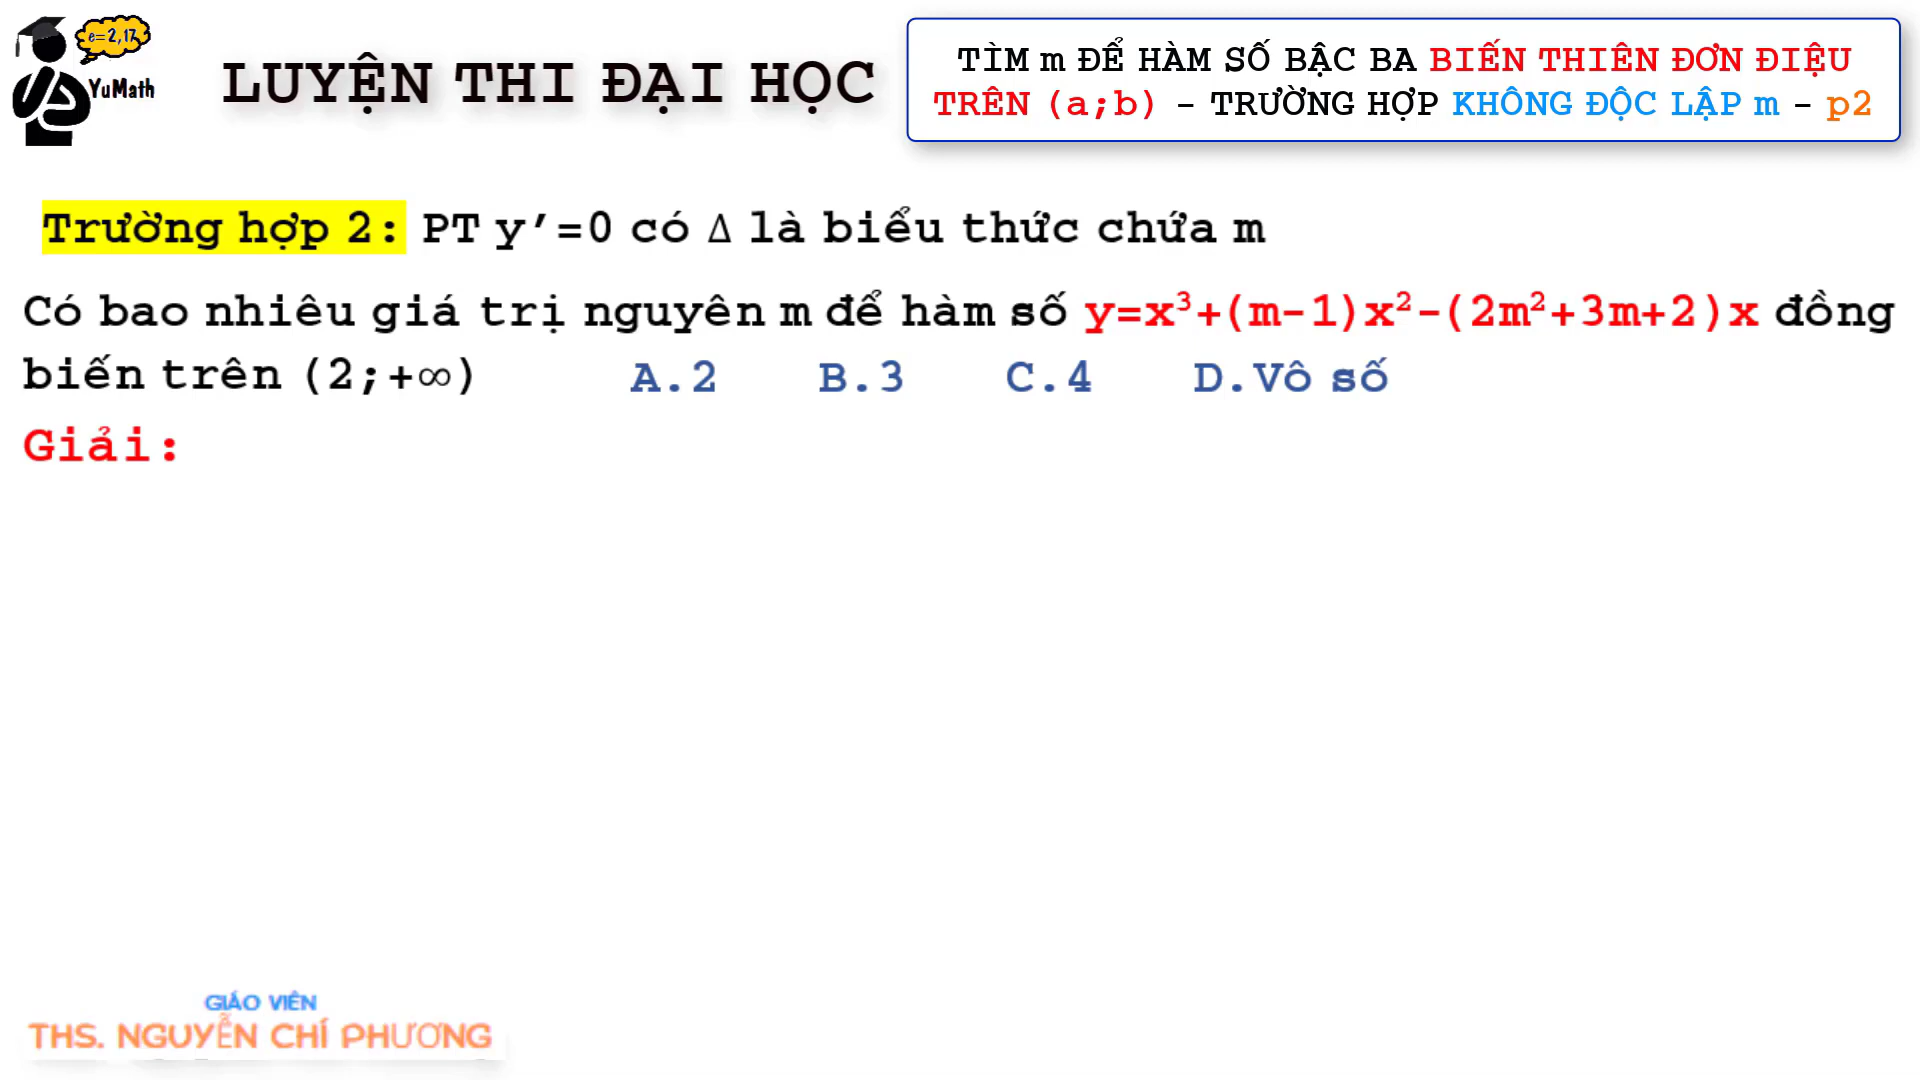 e=2,17
YuMath
LUYỆN THI ĐẠI HỌC
TÌM m ĐỂ HÀM SỐ BẬC BA BIẾN THIÊN ĐƠN ĐIỆU
TRÊN (a;b) - TRƯỜNG HỢP KHÔNG ĐỘC LẬP m - p2
Trường hợp 2: PT y’=0 có Δ là biểu thức chứa m
Có bao nhiêu giá trị nguyên m để hàm số y=x³+(m-1)x²-(2m²+3m+2)x đồng
biến trên (2;+∞) A.2 B.3 C.4 D.Vô số
Giải:
GIÁO VIÊN
THS. NGUYỄN CHÍ PHƯƠNG